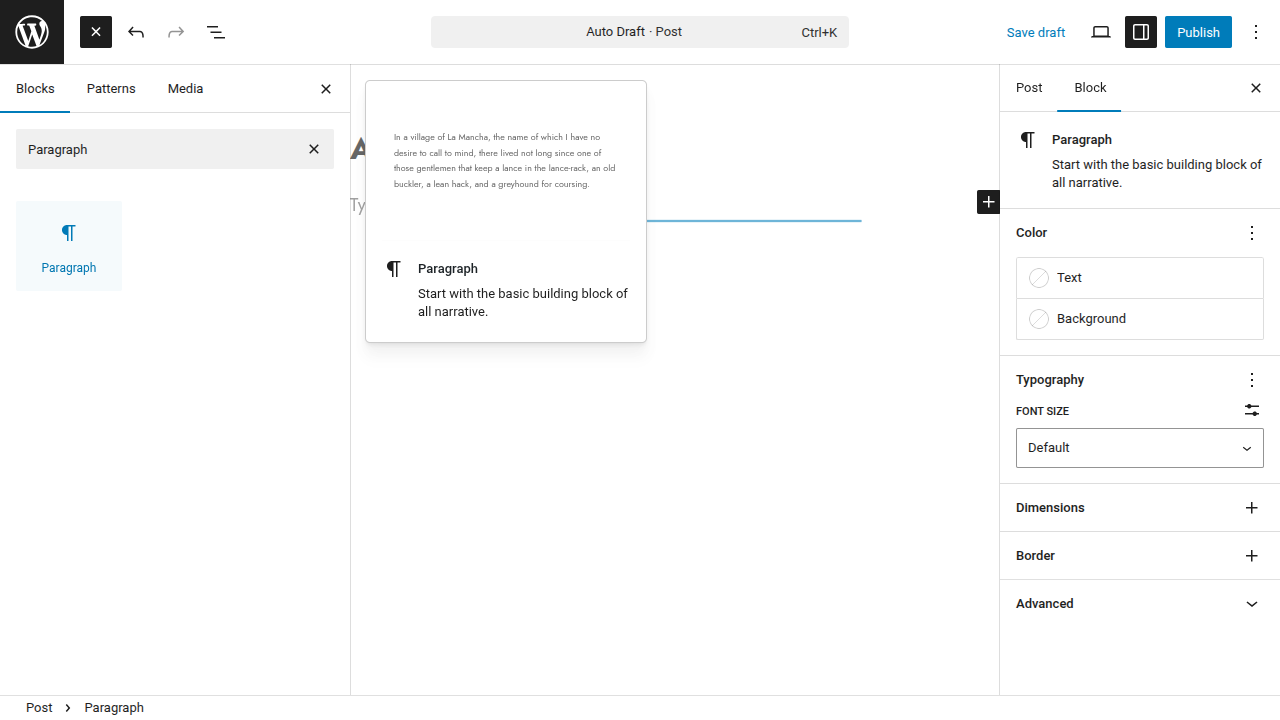 Auto Draft · Post
Ctrl+K
Save draft
Publish
Blocks
Patterns
Media
Post
Block
Paragraph
Paragraph
In a village of La Mancha, the name of which I have no
desire to call to mind, there lived not long since one of
those gentlemen that keep a lance in the lance-rack, an old
buckler, a lean hack, and a greyhound for coursing.
Paragraph
Start with the basic building block of
all narrative.
A
Ty
Paragraph
Start with the basic building block of
all narrative.
Color
Text
Background
Typography
FONT SIZE
Default
Dimensions
Border
Advanced
Post
Paragraph